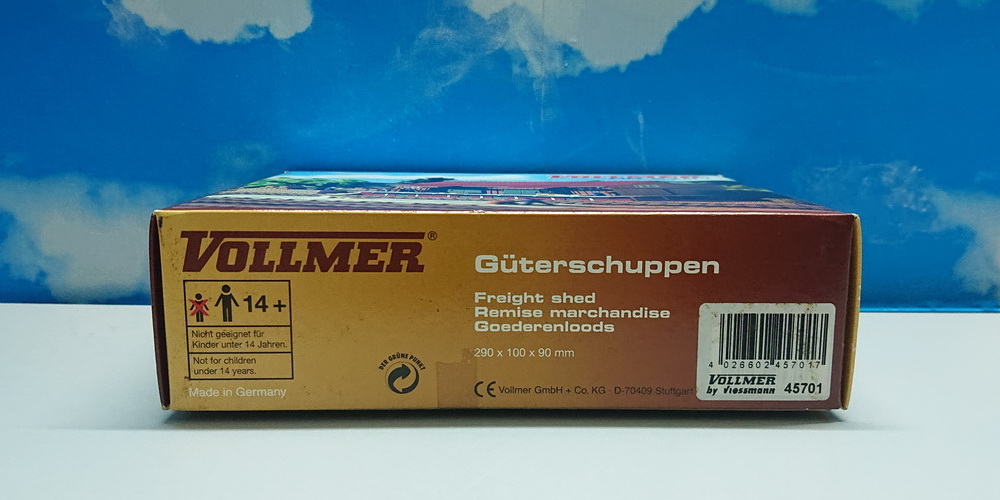 VOLLMER®
14+
Nicht geeignet für
Kinder unter 14 Jahren.
Not for children
under 14 years.
Made in Germany
DER GRÜNE PUNKT
Güterschuppen
Freight shed
Remise marchandise
Goederenloods
290 x 100 x 90 mm
CE Vollmer GmbH + Co. KG · D-70409 Stuttgart
4 026602 457017
VOLLMER
by Viessmann 45701